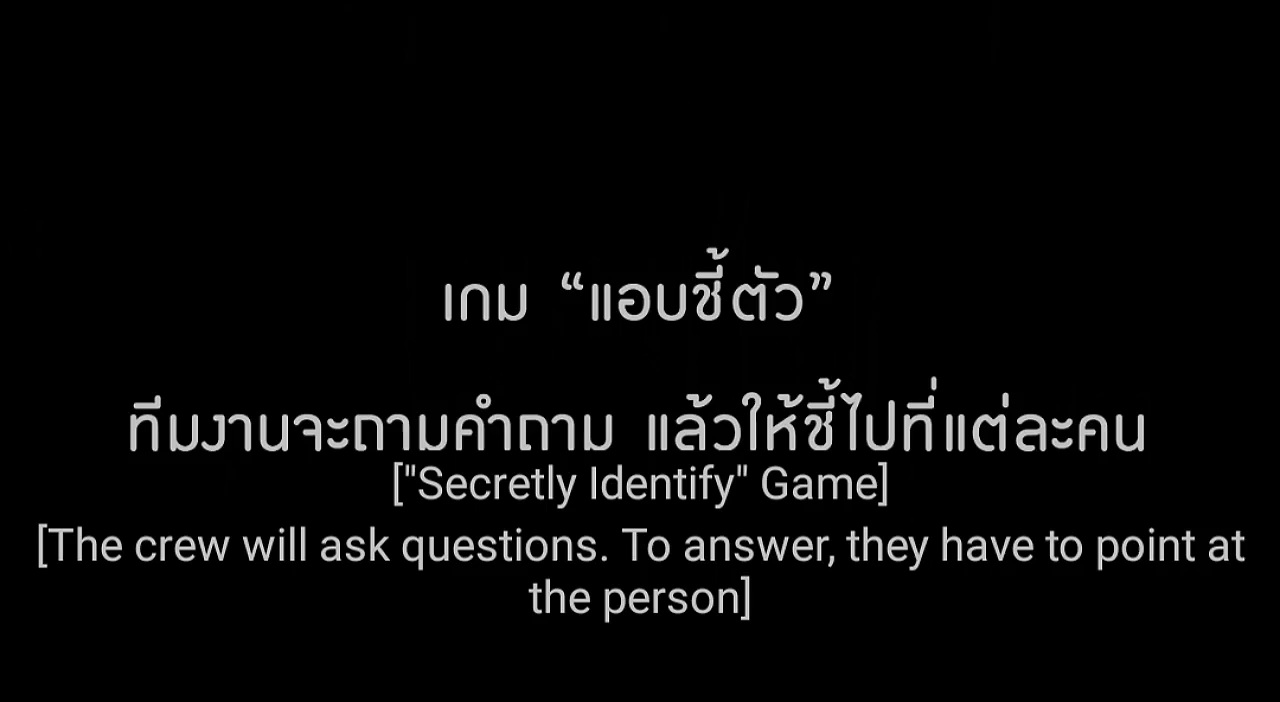 เกม “แอบชี้ตัว”
ทีมงานจะถามคำถาม แล้วให้ชี้ไปที่แต่ละคน
["Secretly Identify" Game]
[The crew will ask questions. To answer, they have to point at
the person]